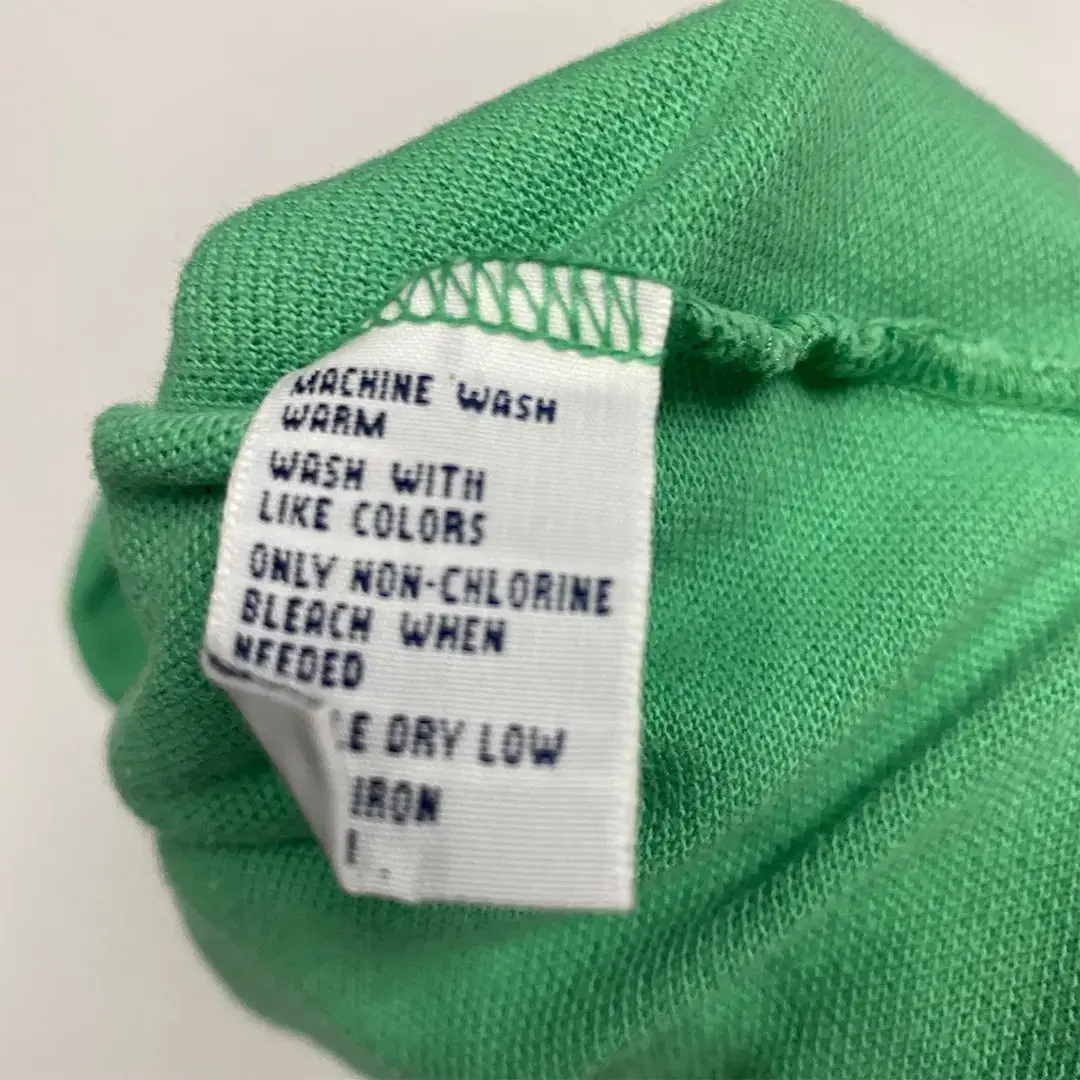 MACHINE WASH
WARM
WASH WITH
LIKE COLORS
ONLY NON-CHLORINE
BLEACH WHEN
NEEDED
DRY LOW
IRON